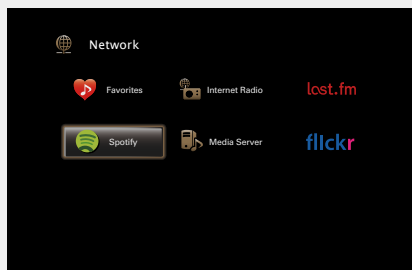 Network
Favorites Internet Radio last.fm
Spotify Media Server flickr